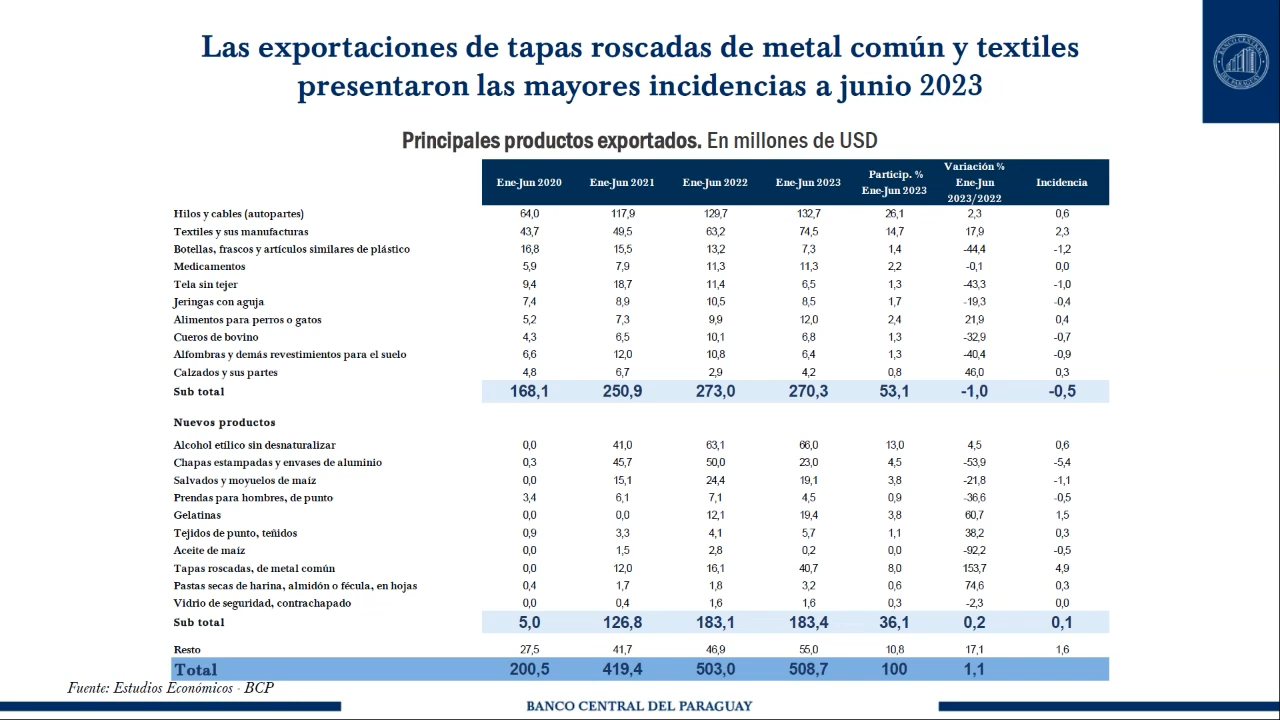 Las exportaciones de tapas roscadas de metal común y textiles
presentaron las mayores incidencias a junio 2023
BANCO CENTRAL
DEL PARAGUAY
Principales productos exportados. En millones de USD
Ene-Jun 2020 Ene-Jun 2021 Ene-Jun 2022 Ene-Jun 2023 Particip. % Ene-Jun 2023 Variación % Ene-Jun 2023/2022 Incidencia
Hilos y cables (autopartes) 64,0 117,9 129,7 132,7 26,1 2,3 0,6
Textiles y sus manufacturas 43,7 49,5 63,2 74,5 14,7 17,9 2,3
Botellas, frascos y artículos similares de plástico 16,8 15,5 13,2 7,3 1,4 -44,4 -1,2
Medicamentos 5,9 7,9 11,3 11,3 2,2 -0,1 0,0
Tela sin tejer 9,4 18,7 11,4 6,5 1,3 -43,3 -1,0
Jeringas con aguja 7,4 8,9 10,5 8,5 1,7 -19,3 -0,4
Alimentos para perros o gatos 5,2 7,3 9,9 12,0 2,4 21,9 0,4
Cueros de bovino 4,3 6,5 10,1 6,8 1,3 -32,9 -0,7
Alfombras y demás revestimientos para el suelo 6,6 12,0 10,8 6,4 1,3 -40,4 -0,9
Calzados y sus partes 4,8 6,7 2,9 4,2 0,8 46,0 0,3
Sub total 168,1 250,9 273,0 270,3 53,1 -1,0 -0,5
Nuevos productos
Alcohol etílico sin desnaturalizar 0,0 41,0 63,1 66,0 13,0 4,5 0,6
Chapas estampadas y envases de aluminio 0,3 45,7 50,0 23,0 4,5 -53,9 -5,4
Salvados y moyuelos de maíz 0,0 15,1 24,4 19,1 3,8 -21,8 -1,1
Prendas para hombres, de punto 3,4 6,1 7,1 4,5 0,9 -36,6 -0,5
Gelatinas 0,0 0,0 12,1 19,4 3,8 60,7 1,5
Tejidos de punto, teñidos 0,9 3,3 4,1 5,7 1,1 38,2 0,3
Aceite de maíz 0,0 1,5 2,8 0,2 0,0 -92,2 -0,5
Tapas roscadas, de metal común 0,0 12,0 16,1 40,7 8,0 153,7 4,9
Pastas secas de harina, almidón o fécula, en hojas 0,4 1,7 1,8 3,2 0,6 74,6 0,3
Vidrio de seguridad, contrachapado 0,0 0,4 1,6 1,6 0,3 -2,3 0,0
Sub total 5,0 126,8 183,1 183,4 36,1 0,2 0,1
Resto 27,5 41,7 46,9 55,0 10,8 17,1 1,6
Total 200,5 419,4 503,0 508,7 100 1,1
Fuente: Estudios Económicos - BCP
BANCO CENTRAL DEL PARAGUAY